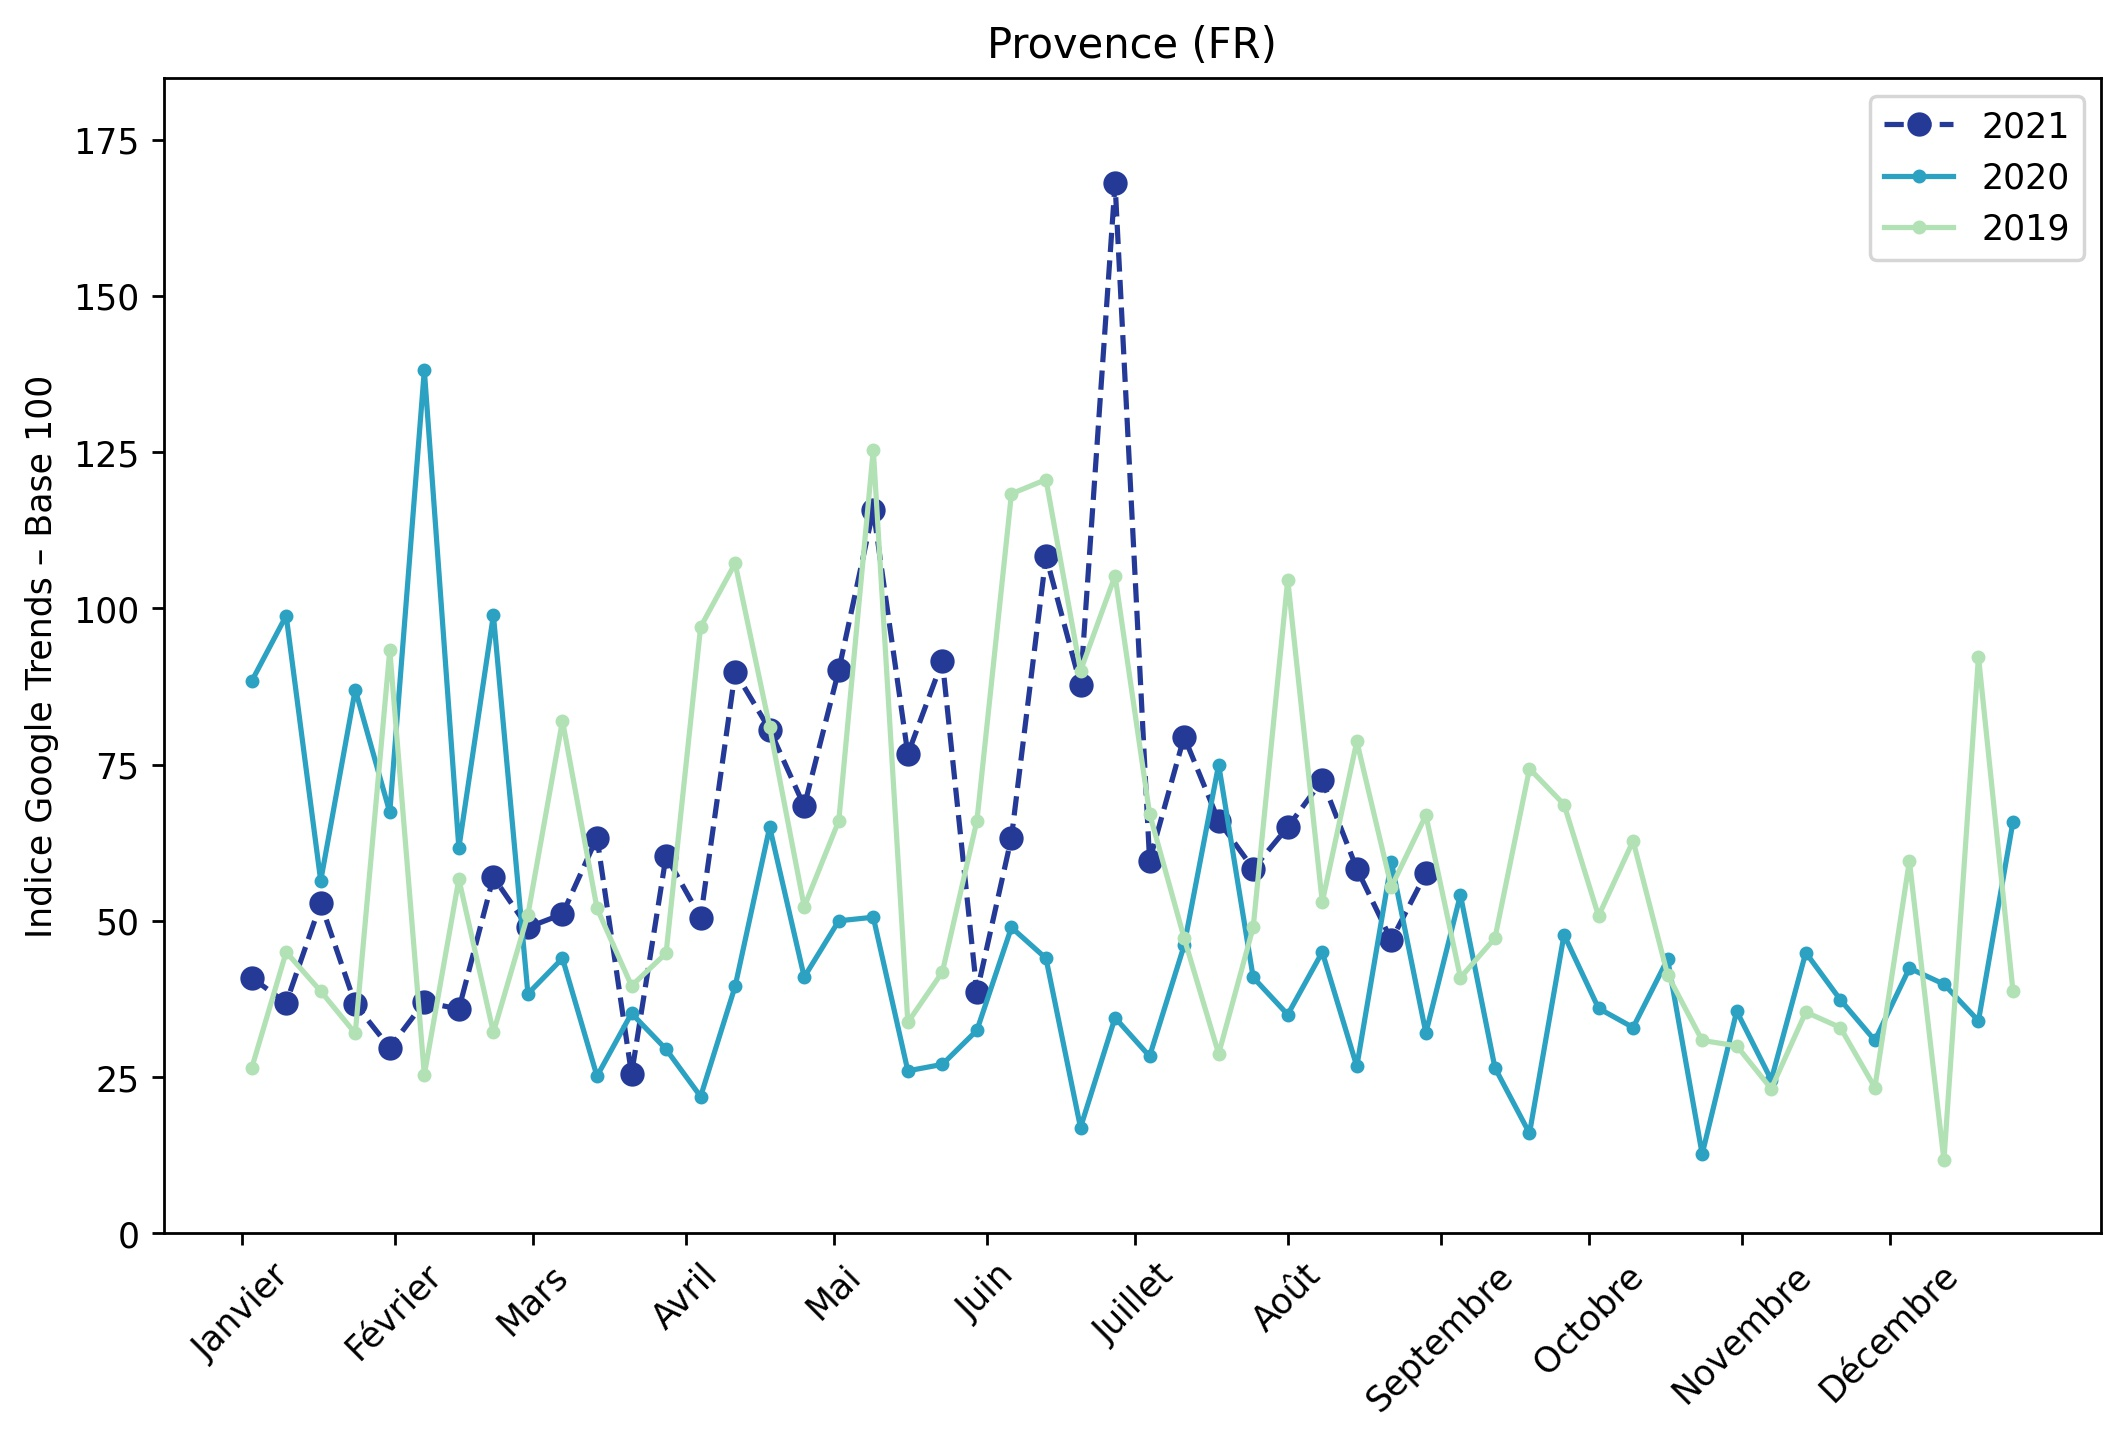 Provence (FR)
Indice Google Trends – Base 100
175
150
125
100
75
50
25
0
2021
2020
2019
Janvier
Février
Mars
Avril
Mai
Juin
Juillet
Août
Septembre
Octobre
Novembre
Décembre